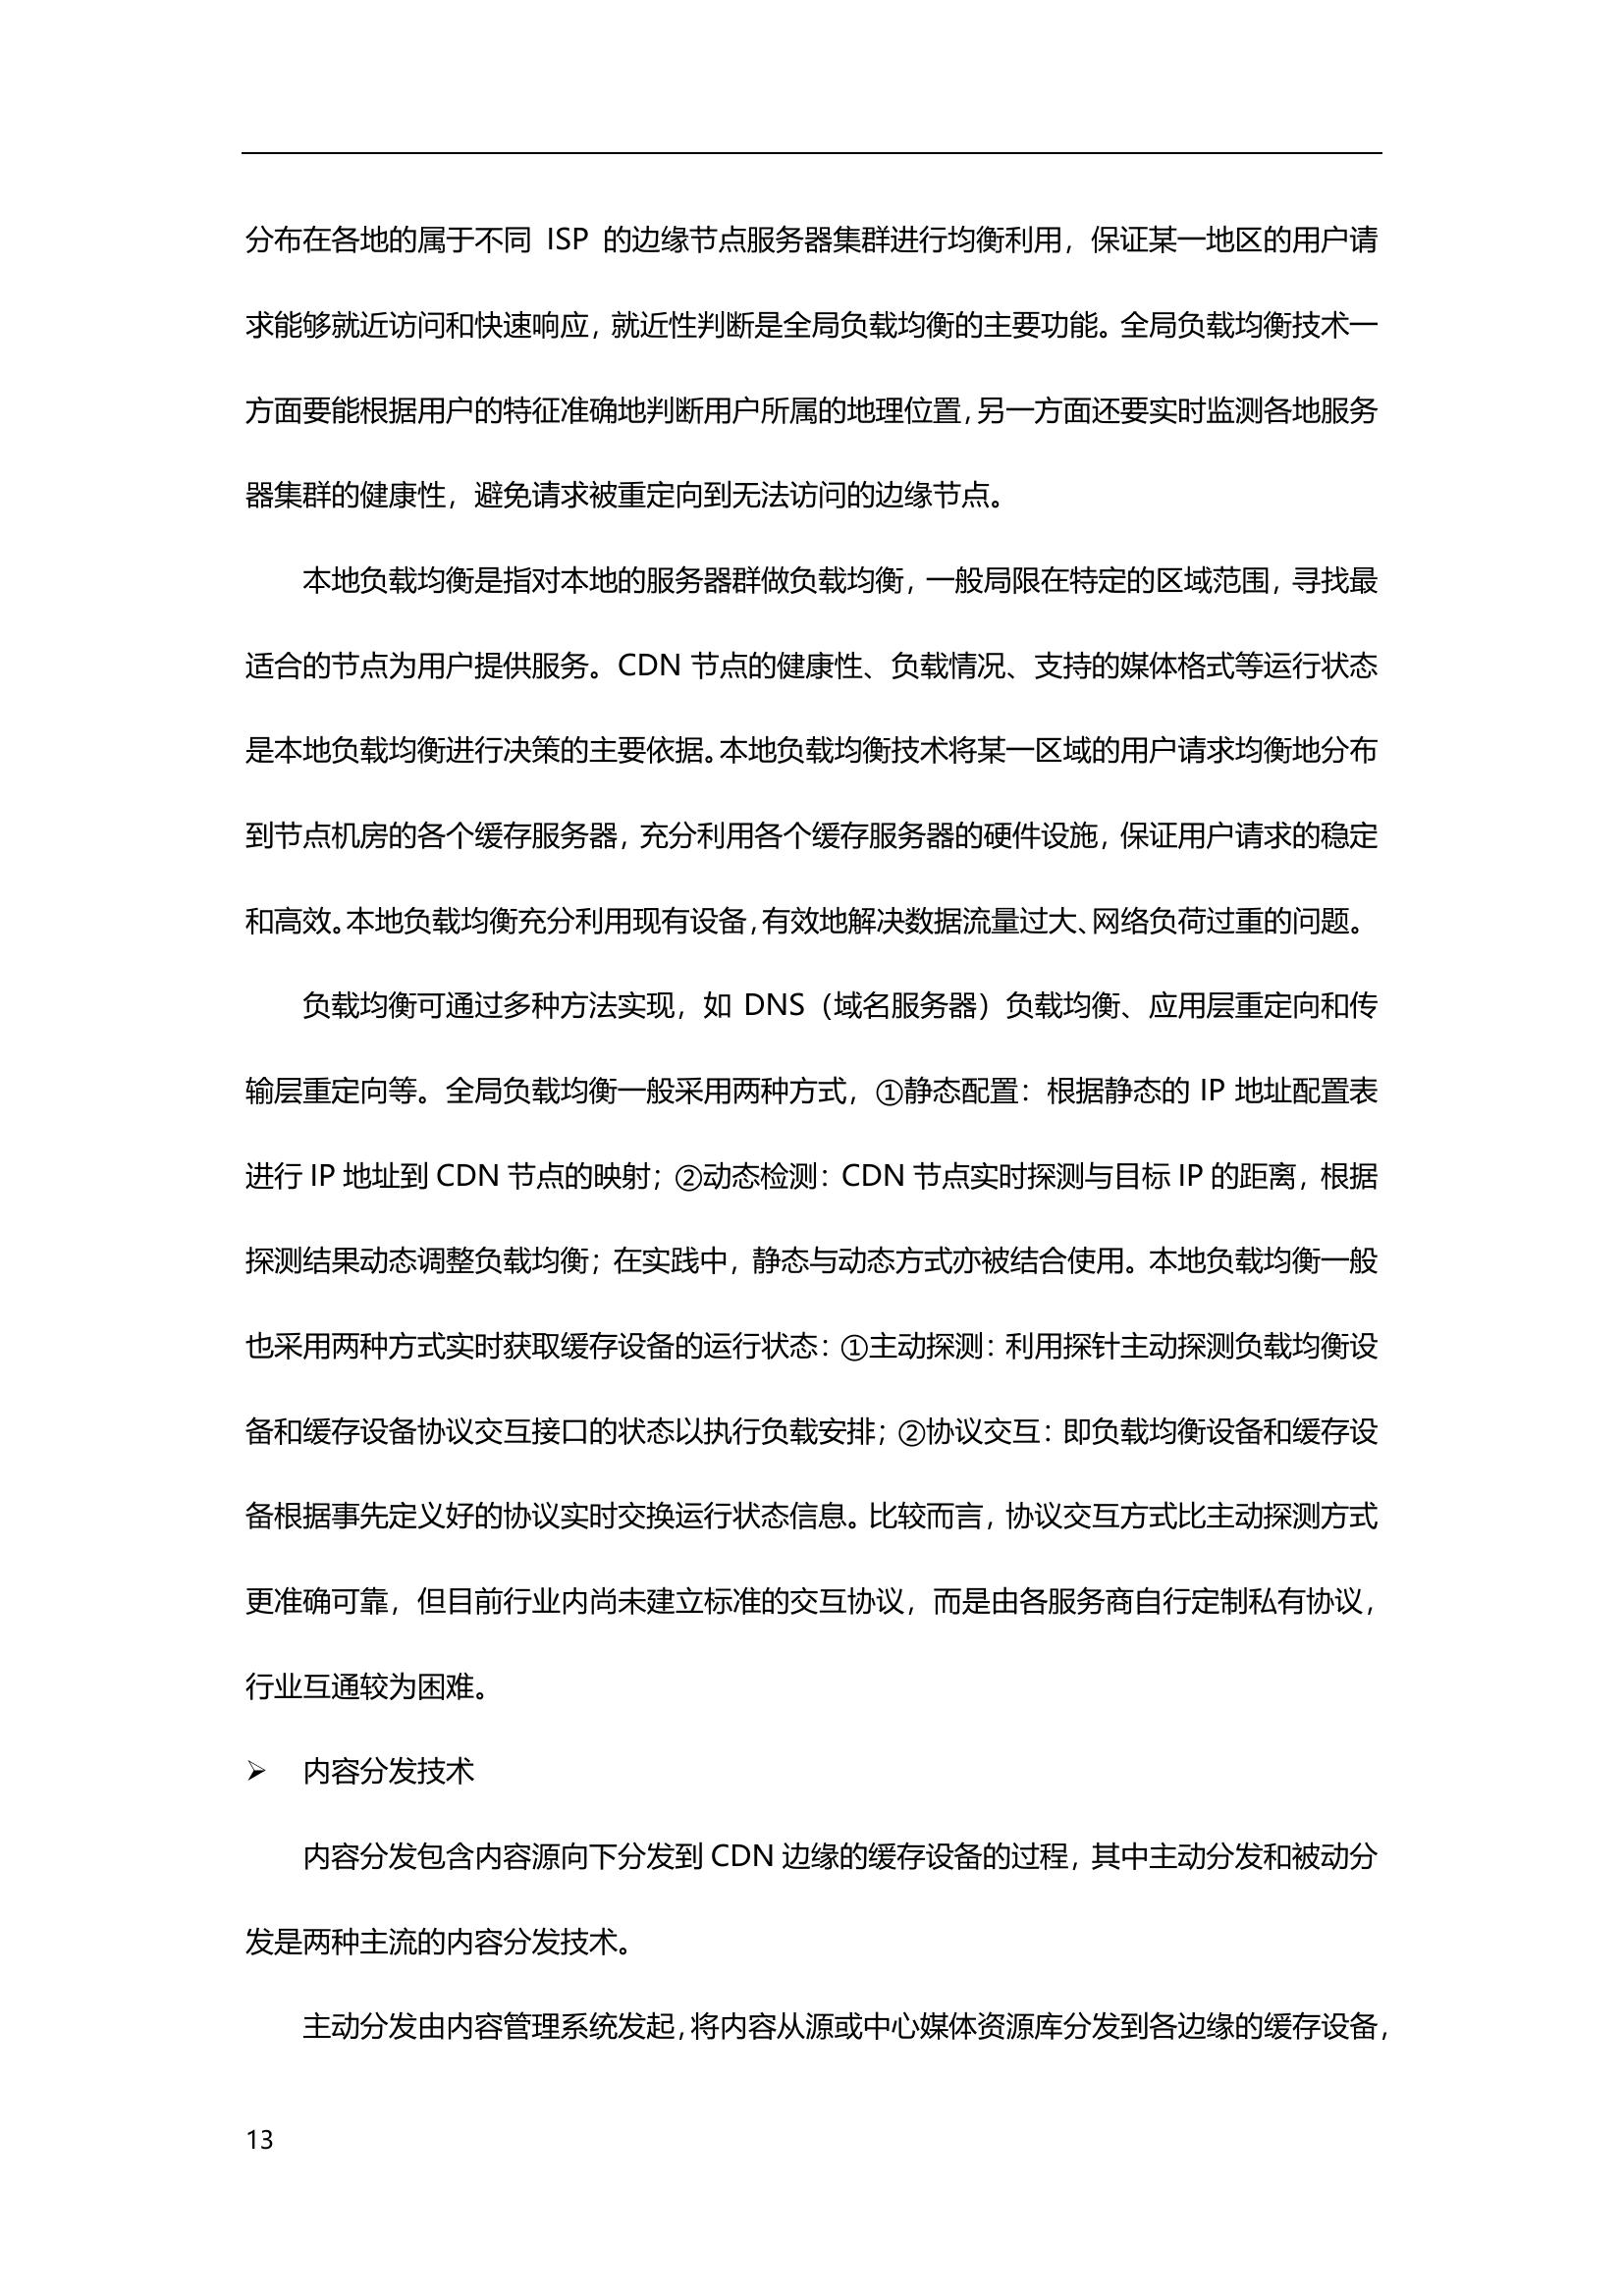 分布在各地的属于不同 ISP 的边缘节点服务器集群进行均衡利用，保证某一地区的用户请
求能够就近访问和快速响应，就近性判断是全局负载均衡的主要功能。全局负载均衡技术一
方面要能根据用户的特征准确地判断用户所属的地理位置，另一方面还要实时监测各地服务
器集群的健康性，避免请求被重定向到无法访问的边缘节点。
本地负载均衡是指对本地的服务器群做负载均衡，一般局限在特定的区域范围，寻找最
适合的节点为用户提供服务。CDN 节点的健康性、负载情况、支持的媒体格式等运行状态
是本地负载均衡进行决策的主要依据。本地负载均衡技术将某一区域的用户请求均衡地分布
到节点机房的各个缓存服务器，充分利用各个缓存服务器的硬件设施，保证用户请求的稳定
和高效。本地负载均衡充分利用现有设备，有效地解决数据流量过大、网络负荷过重的问题。
负载均衡可通过多种方法实现，如 DNS（域名服务器）负载均衡、应用层重定向和传
输层重定向等。全局负载均衡一般采用两种方式，①静态配置：根据静态的 IP 地址配置表
进行 IP 地址到 CDN 节点的映射；②动态检测：CDN 节点实时探测与目标 IP 的距离，根据
探测结果动态调整负载均衡；在实践中，静态与动态方式亦被结合使用。本地负载均衡一般
也采用两种方式实时获取缓存设备的运行状态：①主动探测：利用探针主动探测负载均衡设
备和缓存设备协议交互接口的状态以执行负载安排；②协议交互：即负载均衡设备和缓存设
备根据事先定义好的协议实时交换运行状态信息。比较而言，协议交互方式比主动探测方式
更准确可靠，但目前行业内尚未建立标准的交互协议，而是由各服务商自行定制私有协议，
行业互通较为困难。
➢ 内容分发技术
内容分发包含内容源向下分发到 CDN 边缘的缓存设备的过程，其中主动分发和被动分
发是两种主流的内容分发技术。
主动分发由内容管理系统发起，将内容从源或中心媒体资源库分发到各边缘的缓存设备，
13